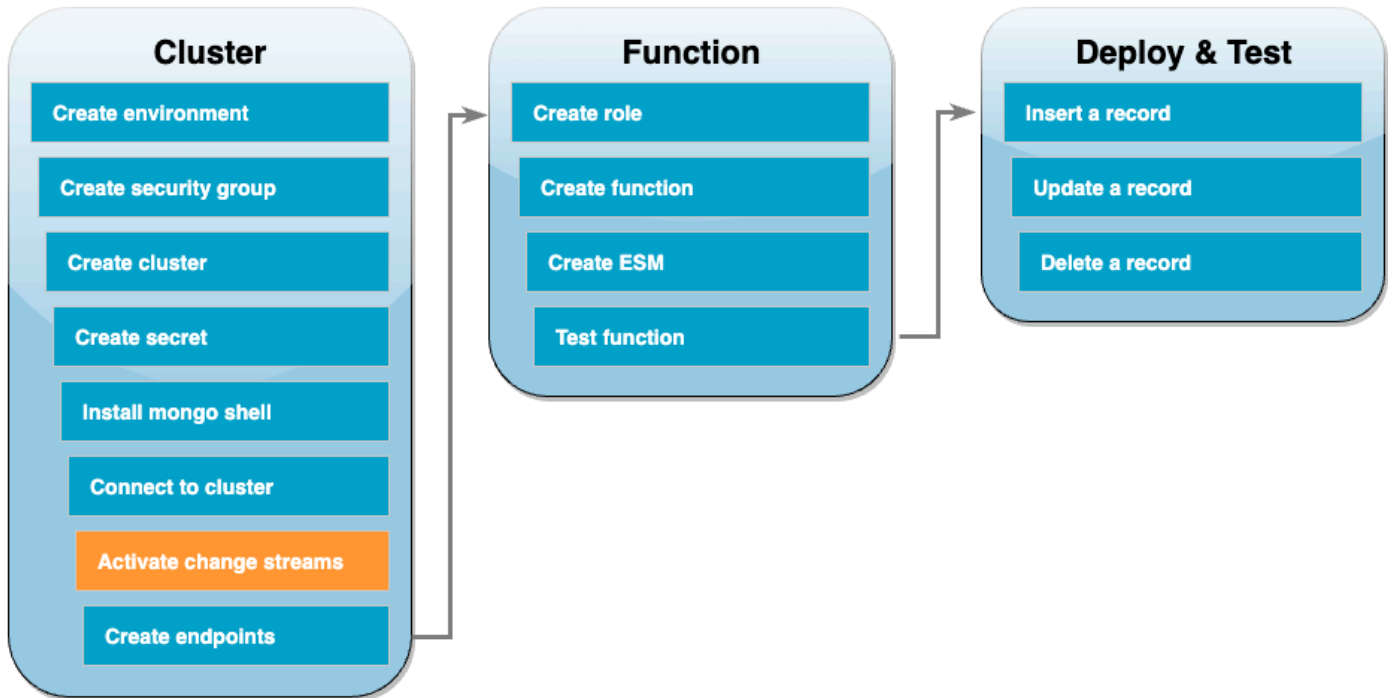 Cluster
Create environment
Create security group
Create cluster
Create secret
Install mongo shell
Connect to cluster
Activate change streams
Create endpoints
Function
Create role
Create function
Create ESM
Test function
Deploy & Test
Insert a record
Update a record
Delete a record